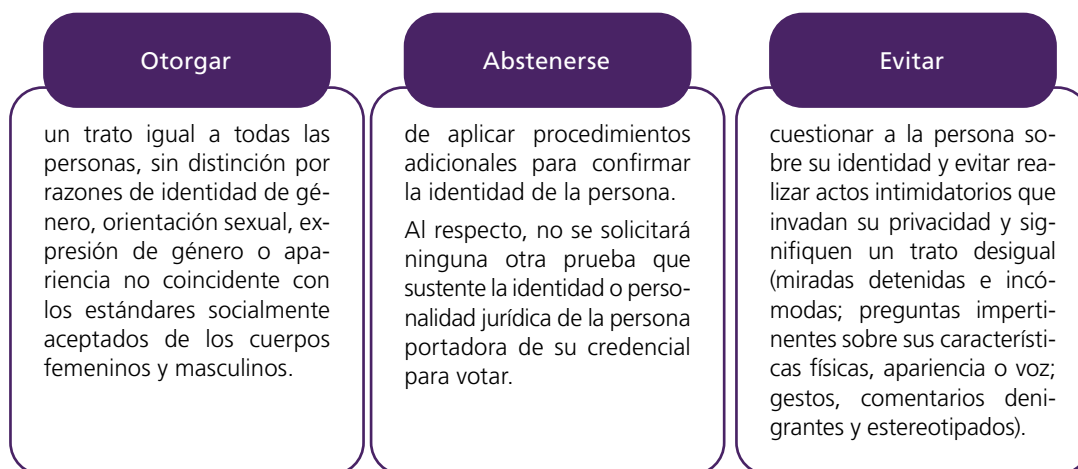 Otorgar
un trato igual a todas las
personas, sin distinción por
razones de identidad de gé-
nero, orientación sexual, ex-
presión de género o apa-
riencia no coincidente con
los estándares socialmente
aceptados de los cuerpos
femeninos y masculinos.
Abstenerse
de aplicar procedimientos
adicionales para confirmar
la identidad de la persona.
Al respecto, no se solicitará
ninguna otra prueba que
sustente la identidad o perso-
nalidad jurídica de la persona
portadora de su credencial
para votar.
Evitar
cuestionar a la persona so-
bre su identidad y evitar rea-
lizar actos intimidatorios que
invadan su privacidad y sig-
nifiquen un trato desigual
(miradas detenidas e incó-
modas; preguntas imperti-
nentes sobre sus característi-
cas físicas, apariencia o voz;
gestos, comentarios deni-
grantes y estereotipados).